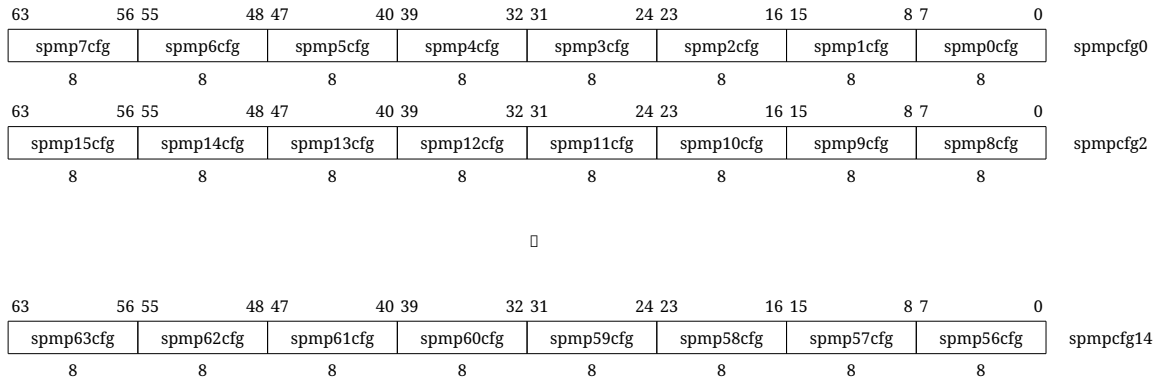 63 56 55 48 47 40 39 32 31 24 23 16 15 8 7 0
spmp7cfg spmp6cfg spmp5cfg spmp4cfg spmp3cfg spmp2cfg spmp1cfg spmp0cfg spmpcfg0
8 8 8 8 8 8 8 8
63 56 55 48 47 40 39 32 31 24 23 16 15 8 7 0
spmp15cfg spmp14cfg spmp13cfg spmp12cfg spmp11cfg spmp10cfg spmp9cfg spmp8cfg spmpcfg2
8 8 8 8 8 8 8 8
63 56 55 48 47 40 39 32 31 24 23 16 15 8 7 0
spmp63cfg spmp62cfg spmp61cfg spmp60cfg spmp59cfg spmp58cfg spmp57cfg spmp56cfg spmpcfg14
8 8 8 8 8 8 8 8